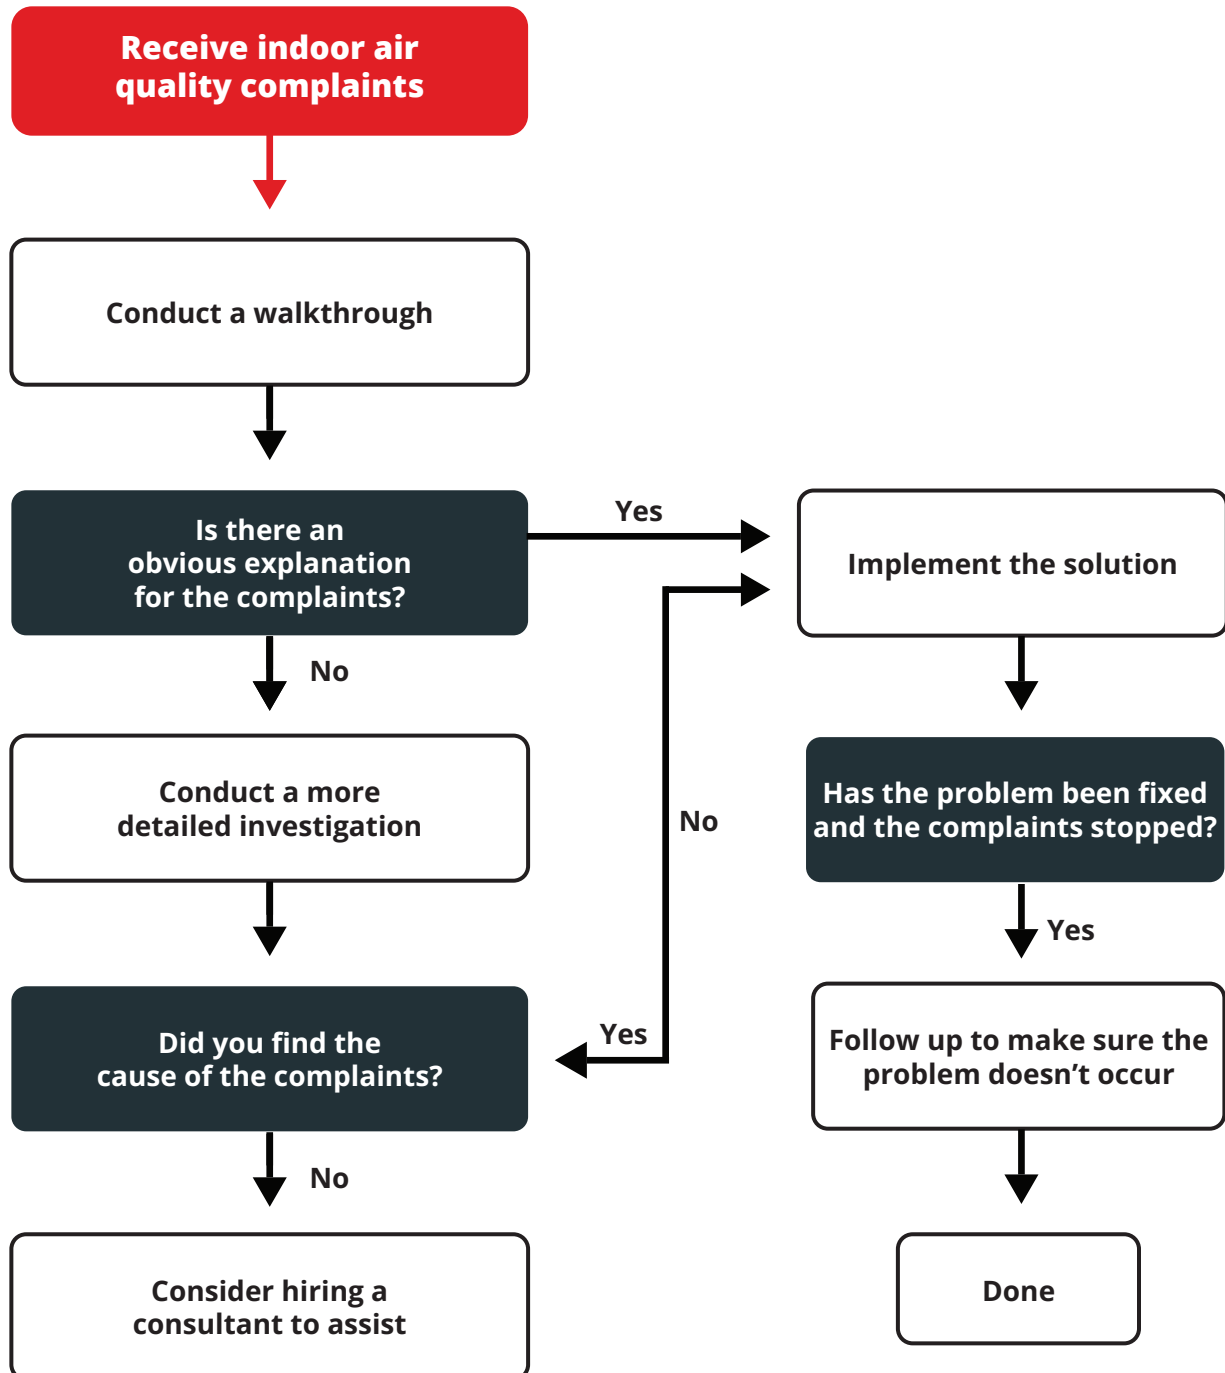 Receive indoor air
quality complaints
Conduct a walkthrough
Is there an
obvious explanation
for the complaints?
Yes
Implement the solution
No
Conduct a more
detailed investigation
No
Has the problem been fixed
and the complaints stopped?
Yes
Did you find the
cause of the complaints?
Yes
Follow up to make sure the
problem doesn’t occur
No
Consider hiring a
consultant to assist
Done